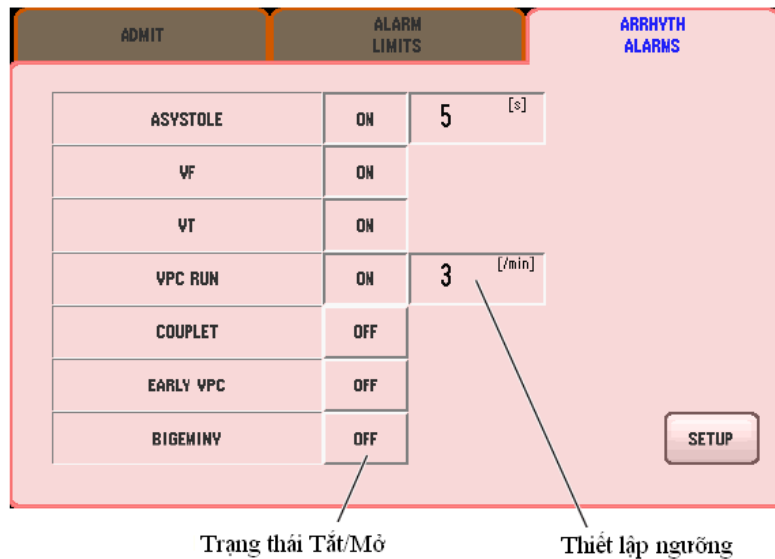 ADMIT
ALARM
LIMITS
ARRHYTH
ALARMS
ASYSTOLE ON 5 [s]
VF ON
VT ON
VPC RUN ON 3 [/min]
COUPLET OFF
EARLY VPC OFF
BIGEMINY OFF
SETUP
Trạng thái Tắt/Mở
Thiết lập ngưỡng